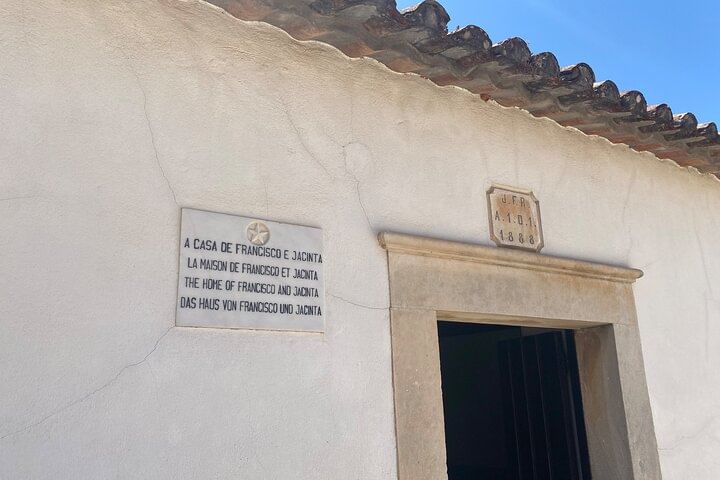 A CASA DE FRANCISCO E JACINTA
LA MAISON DE FRANCISCO ET JACINTA
THE HOME OF FRANCISCO AND JACINTA
DAS HAUS VON FRANCISCO UND JACINTA
J.F.R.
A.1.D.1.
1888